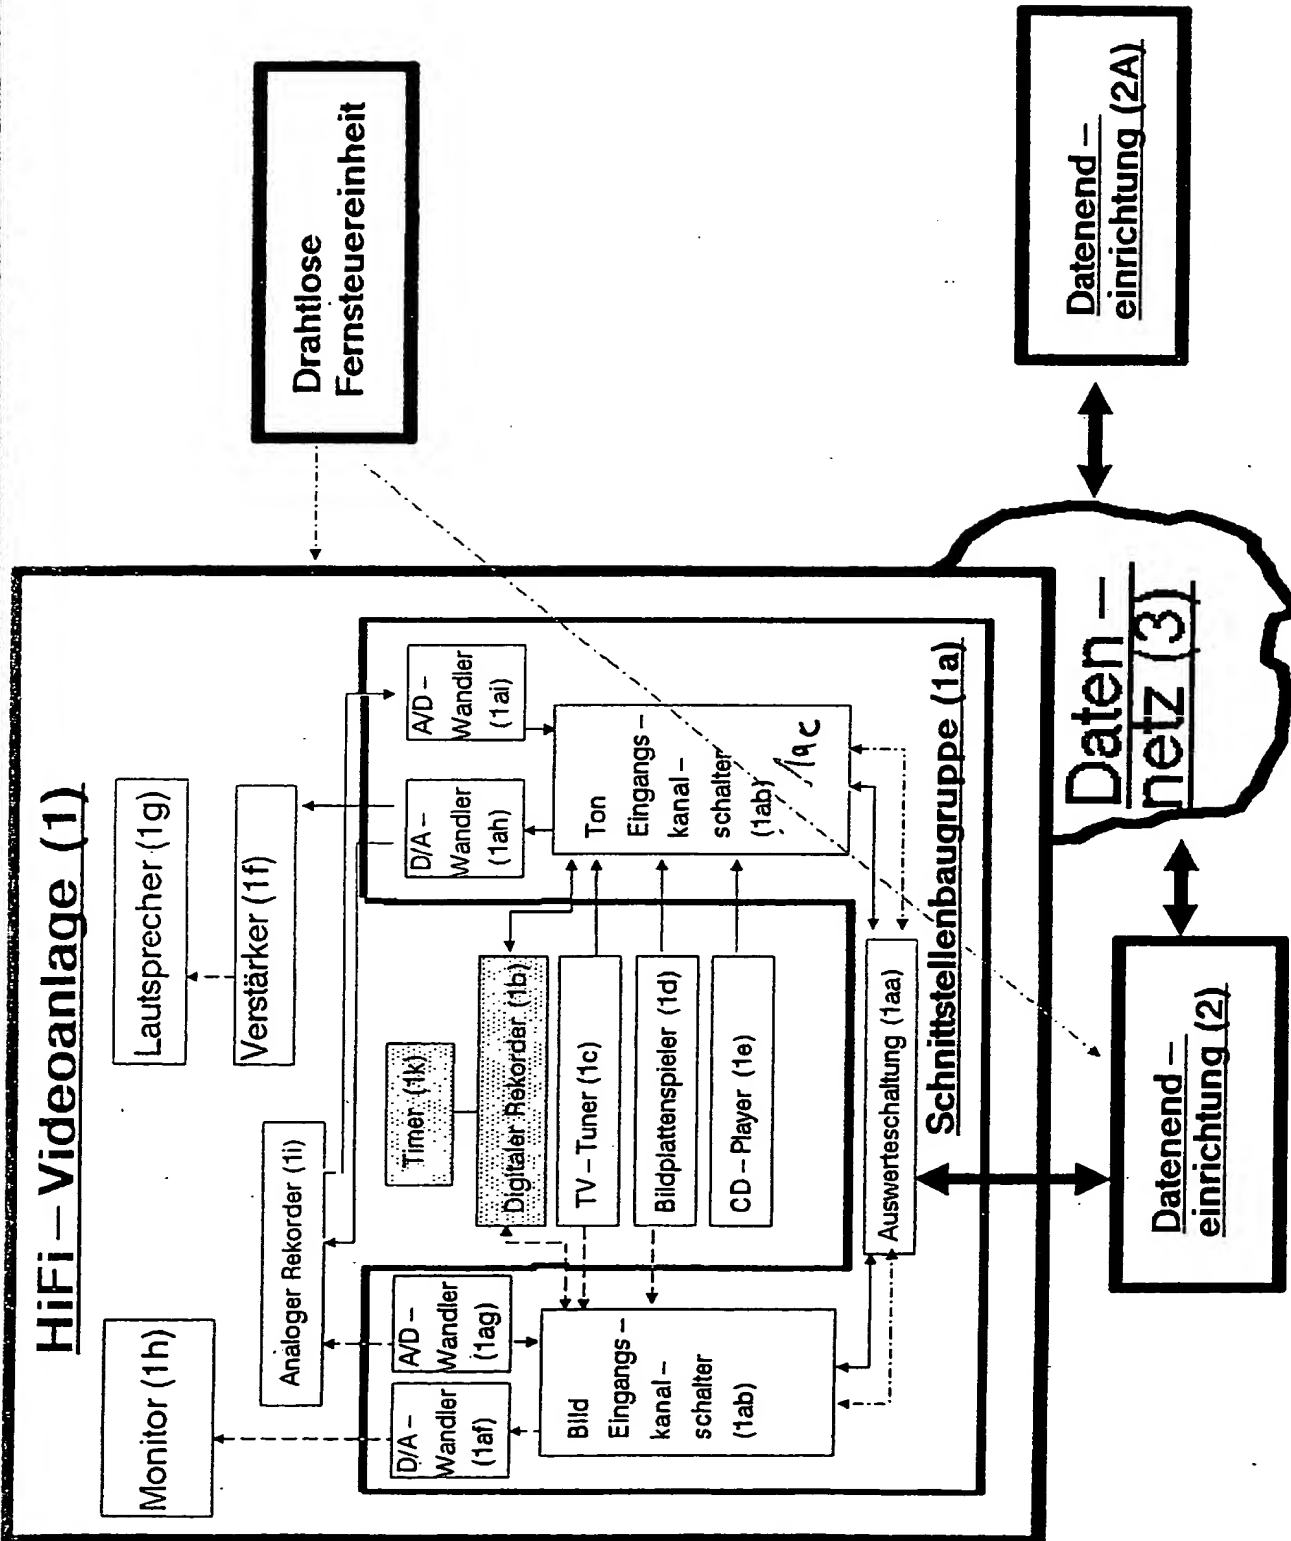 HiFi–Videoanlage (1)
Monitor (1h)
Lautsprecher (1g)
Verstärker (1f)
Analoger Rekorder (1i)
Drahtlose
Fernsteuereinheit
D/A –
Wandler
(1af)
A/D –
Wandler
(1ag)
Timer (1k)
D/A –
Wandler
(1ah)
A/D –
Wandler
(1ai)
Digitaler Rekorder (1b)
TV–Tuner (1c)
Bildplattenspieler (1d)
CD–Player (1e)
Bild
Eingangs–
kanal–
schalter
(1ab)
Ton
Eingangs–
kanal–
schalter
(1ab)
1ac
Auswerteschaltung (1aa)
Schnittstellenbaugruppe (1a)
Datenend–
einrichtung (2)
Daten–
netz (3)
Datenend–
einrichtung (2A)